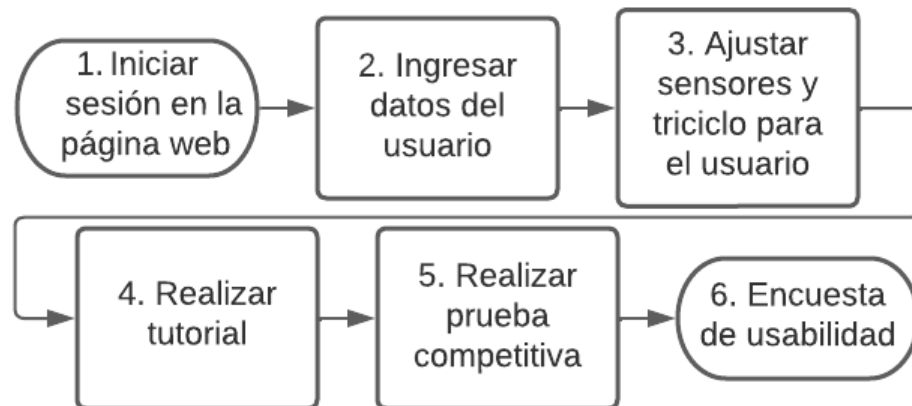 1. Iniciar
sesión en la
página web
2. Ingresar
datos del
usuario
3. Ajustar
sensores y
triciclo para
el usuario
4. Realizar
tutorial
5. Realizar
prueba
competitiva
6. Encuesta
de usabilidad